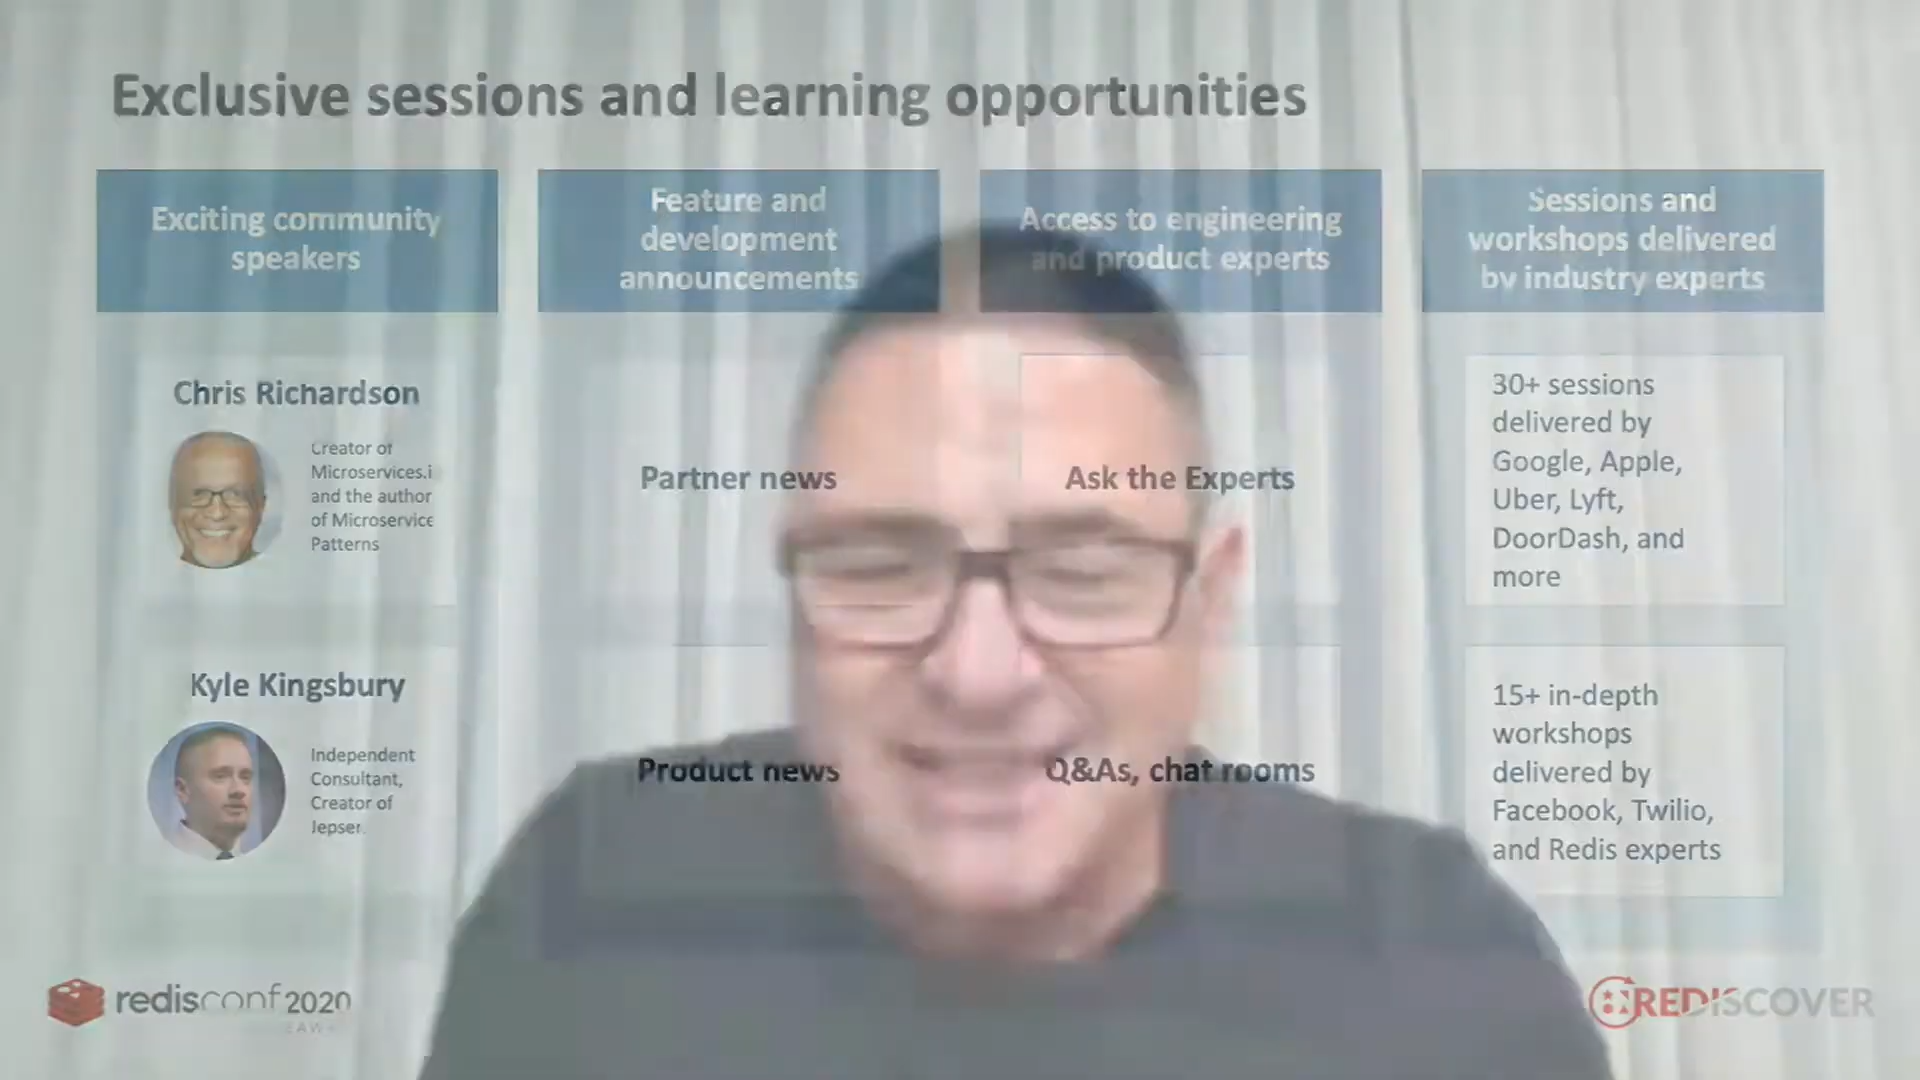 Exclusive sessions and learning opportunities
Exciting community
speakers
Feature and
development
announcements
Access to engineering
and product experts
Sessions and
workshops delivered
by industry experts
Chris Richardson
Creator of
Microservices.i
and the author
of Microservice
Patterns
Partner news
Ask the Experts
30+ sessions
delivered by
Google, Apple,
Uber, Lyft,
DoorDash, and
more
Kyle Kingsbury
Independent
Consultant,
Creator of
Jepser.
Product news
Q&As, chat rooms
15+ in-depth
workshops
delivered by
Facebook, Twilio,
and Redis experts
redisconf2020
REDISCOVER